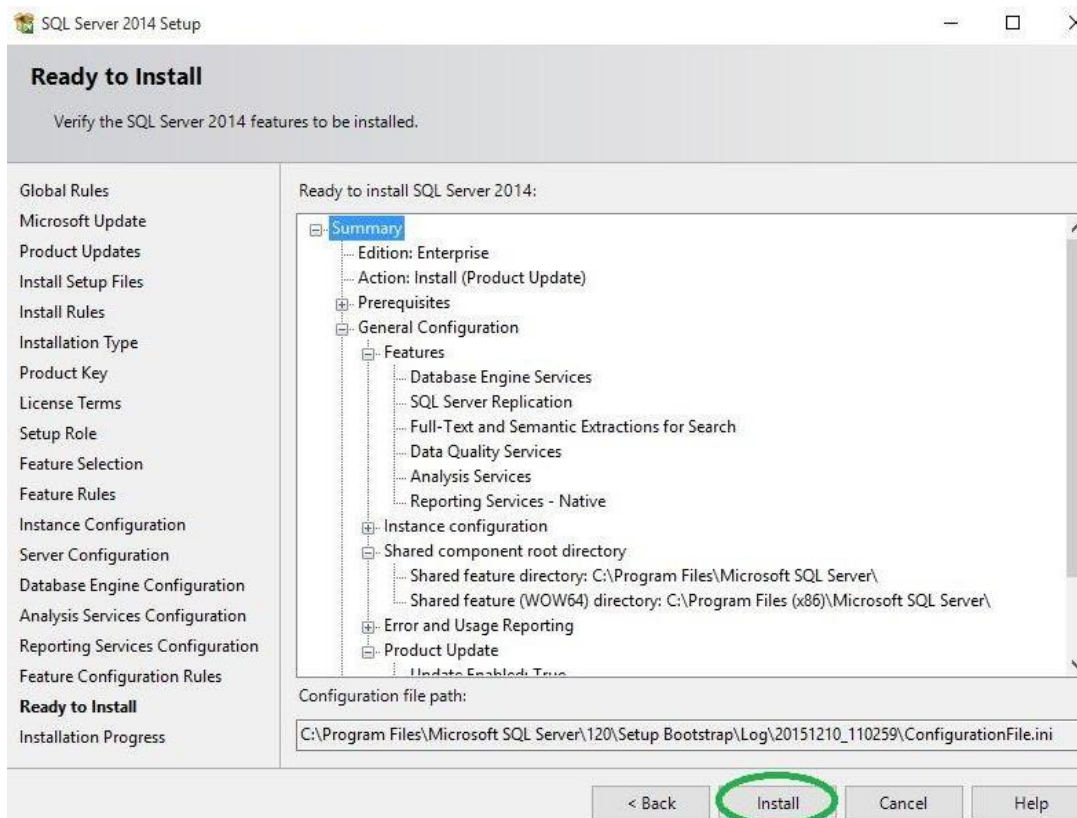 SQL Server 2014 Setup
Ready to Install
Verify the SQL Server 2014 features to be installed.
Global Rules
Microsoft Update
Product Updates
Install Setup Files
Install Rules
Installation Type
Product Key
License Terms
Setup Role
Feature Selection
Feature Rules
Instance Configuration
Server Configuration
Database Engine Configuration
Analysis Services Configuration
Reporting Services Configuration
Feature Configuration Rules
Ready to Install
Installation Progress
Ready to install SQL Server 2014:
Summary
Edition: Enterprise
Action: Install (Product Update)
Prerequisites
General Configuration
Features
Database Engine Services
SQL Server Replication
Full-Text and Semantic Extractions for Search
Data Quality Services
Analysis Services
Reporting Services - Native
Instance configuration
Shared component root directory
Shared feature directory: C:\Program Files\Microsoft SQL Server\
Shared feature (WOW64) directory: C:\Program Files (x86)\Microsoft SQL Server\
Error and Usage Reporting
Product Update
Update Enabled: True
Configuration file path:
C:\Program Files\Microsoft SQL Server\120\Setup Bootstrap\Log\20151210_110259\ConfigurationFile.ini
< Back Install Cancel Help